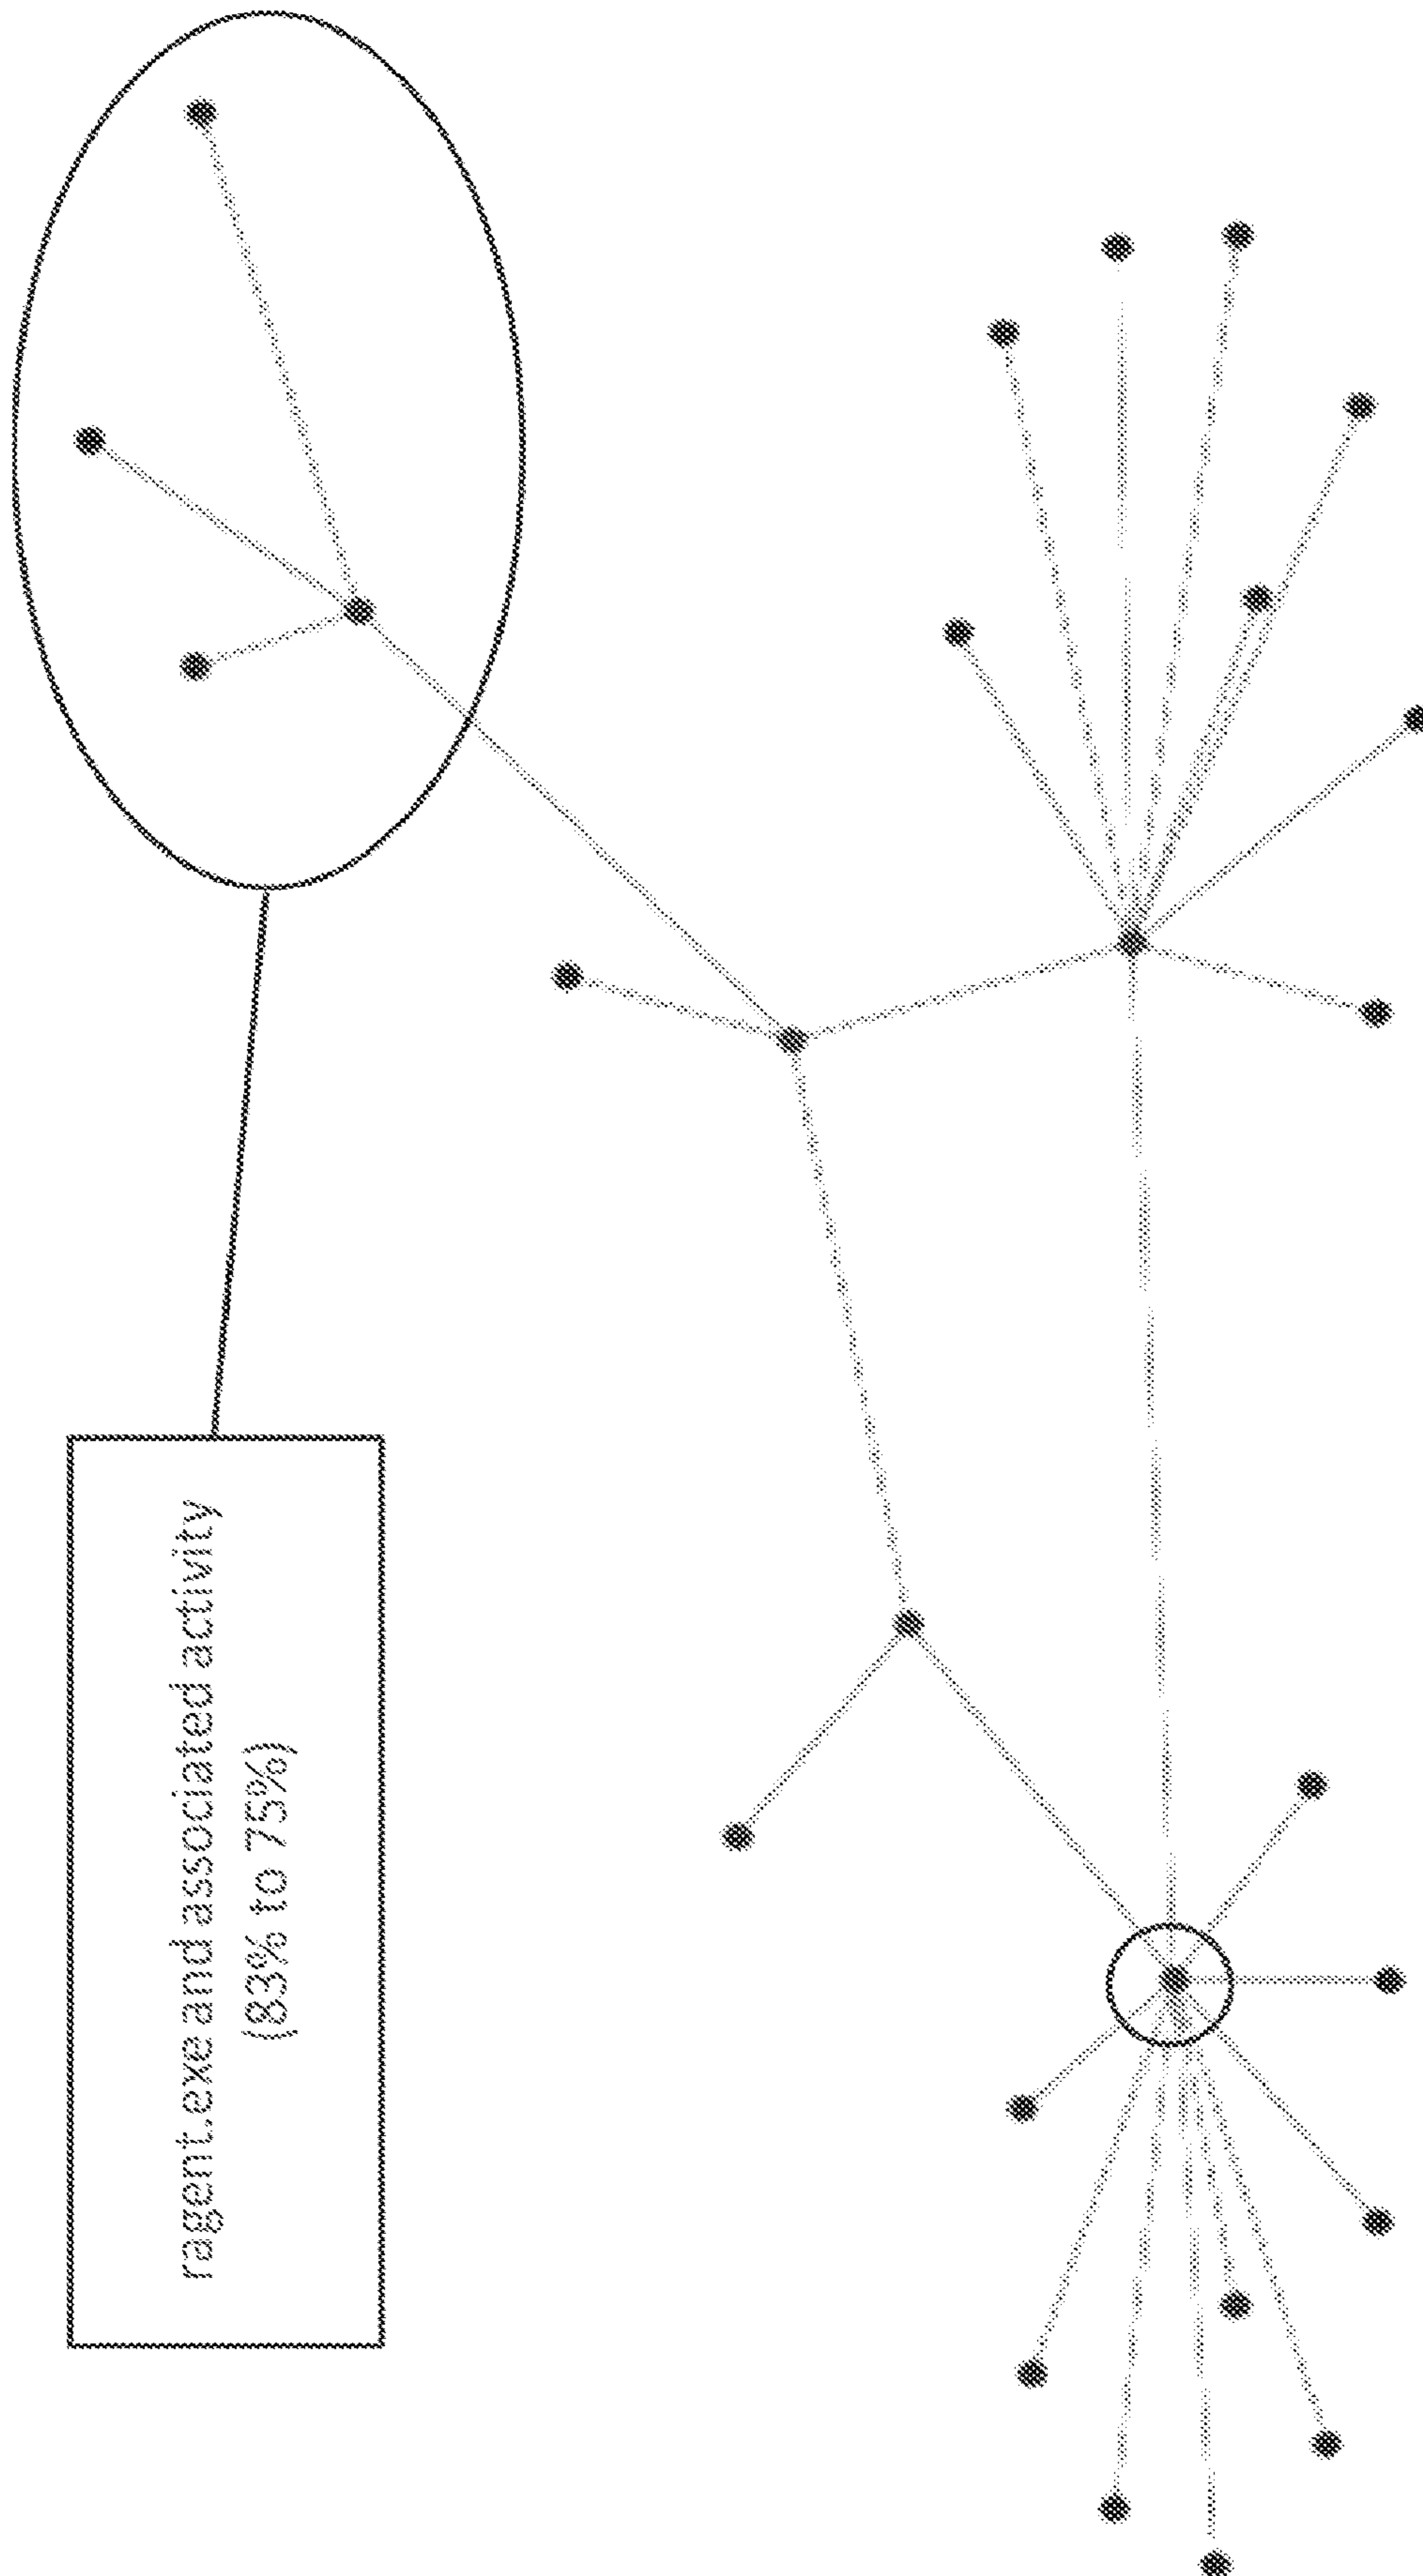 ragent.exe and associated activity
(83% to 75%)